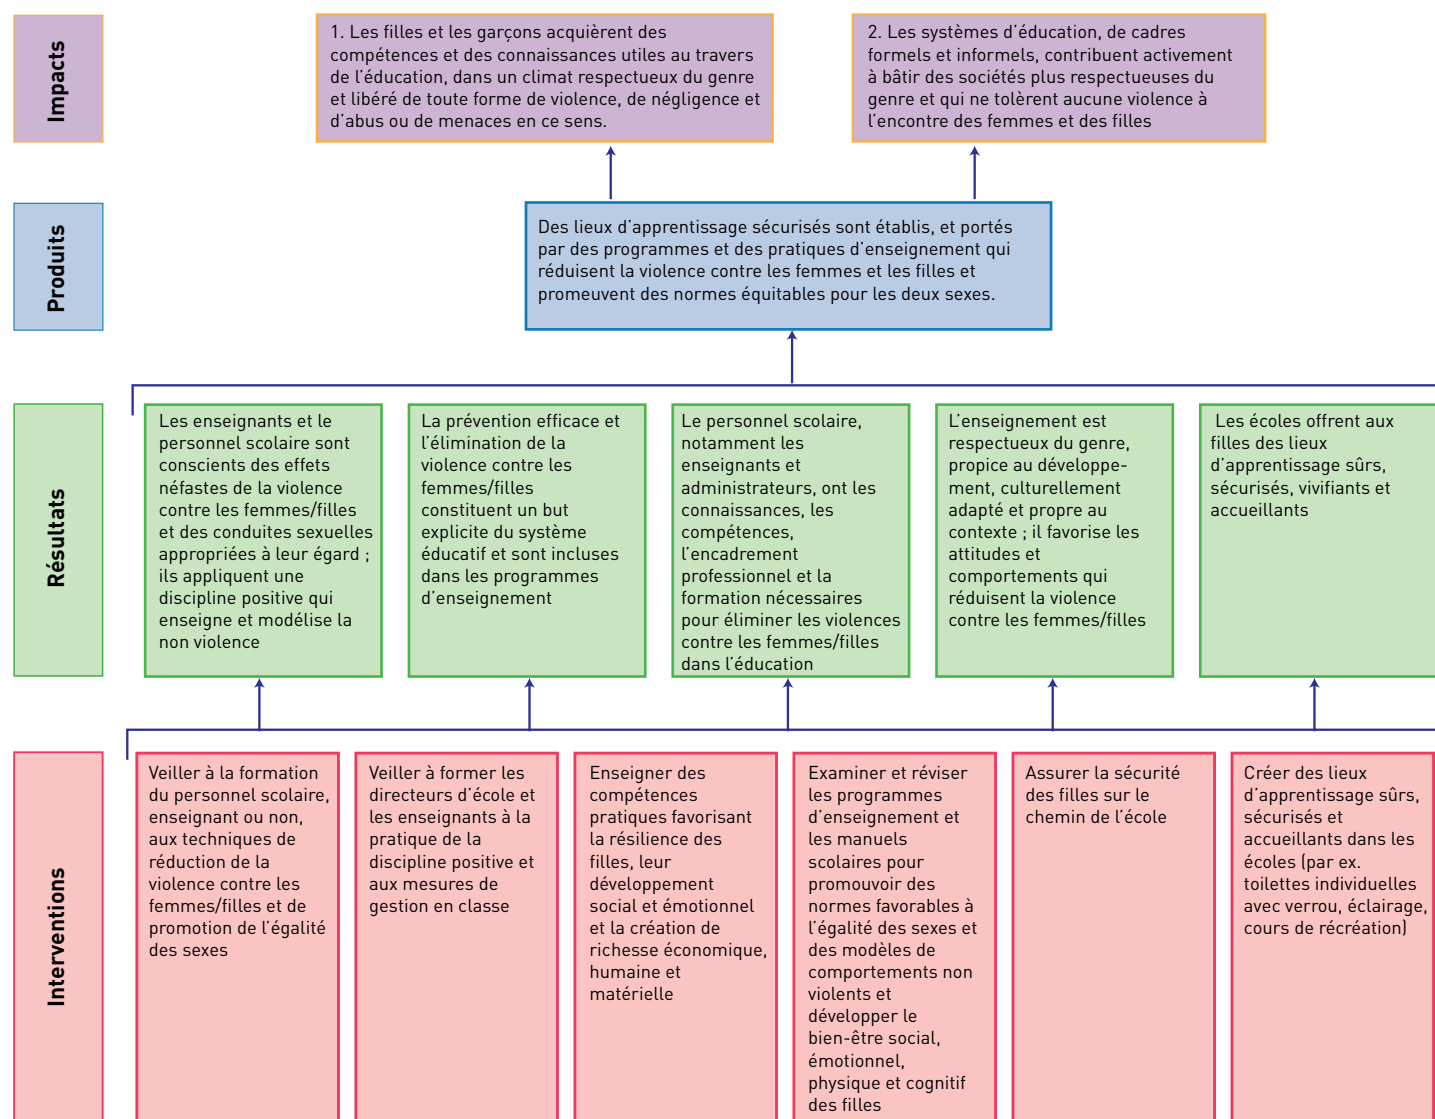 Impacts
1. Les filles et les garçons acquièrent des
compétences et des connaissances utiles au travers
de l'éducation, dans un climat respectueux du genre
et libéré de toute forme de violence, de négligence et
d'abus ou de menaces en ce sens.
2. Les systèmes d'éducation, de cadres
formels et informels, contribuent activement
à bâtir des sociétés plus respectueuses du
genre et qui ne tolèrent aucune violence à
l'encontre des femmes et des filles
Produits
Des lieux d'apprentissage sécurisés sont établis, et portés
par des programmes et des pratiques d'enseignement qui
réduisent la violence contre les femmes et les filles et
promeuvent des normes équitables pour les deux sexes.
Résultats
Les enseignants et le
personnel scolaire sont
conscients des effets
néfastes de la violence
contre les femmes/filles
et des conduites sexuelles
appropriées à leur égard ;
ils appliquent une
discipline positive qui
enseigne et modélise la
non violence
La prévention efficace et
l'élimination de la
violence contre les
femmes/filles
constituent un but
explicite du système
éducatif et sont incluses
dans les programmes
d'enseignement
Le personnel scolaire,
notamment les
enseignants et
administrateurs, ont les
connaissances, les
compétences,
l'encadrement
professionnel et la
formation nécessaires
pour éliminer les violences
contre les femmes/filles
dans l'éducation
L'enseignement est
respectueux du genre,
propice au développe-
ment, culturellement
adapté et propre au
contexte ; il favorise les
attitudes et
comportements qui
réduisent la violence
contre les femmes/filles
Les écoles offrent aux
filles des lieux
d'apprentissage sûrs,
sécurisés, vivifiants et
accueillants
Interventions
Veiller à la formation
du personnel scolaire,
enseignant ou non,
aux techniques de
réduction de la
violence contre les
femmes/filles et de
promotion de l'égalité
des sexes
Veiller à former les
directeurs d'école et
les enseignants à la
pratique de la
discipline positive et
aux mesures de
gestion en classe
Enseigner des
compétences
pratiques favorisant
la résilience des
filles, leur
développement
social et émotionnel
et la création de
richesse économique,
humaine et
matérielle
Examiner et réviser
les programmes
d'enseignement et
les manuels
scolaires pour
promouvoir des
normes favorables à
l'égalité des sexes et
des modèles de
comportements non
violents et
développer le
bien-être social,
émotionnel,
physique et cognitif
des filles
Assurer la sécurité
des filles sur le
chemin de l'école
Créer des lieux
d'apprentissage sûrs,
sécurisés et
accueillants dans les
écoles (par ex.
toilettes individuelles
avec verrou, éclairage,
cours de récréation)